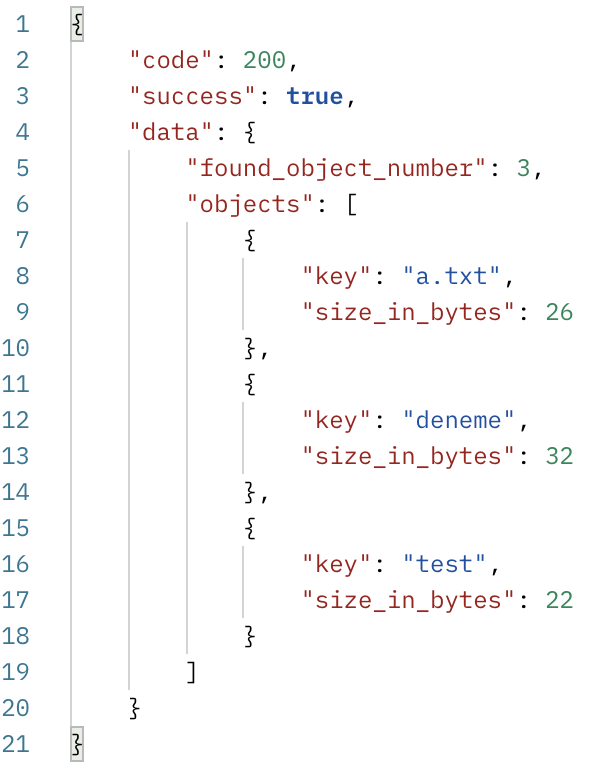 1 {
2     "code": 200,
3     "success": true,
4     "data": {
5         "found_object_number": 3,
6         "objects": [
7             {
8                 "key": "a.txt",
9                 "size_in_bytes": 26
10             },
11             {
12                 "key": "deneme",
13                 "size_in_bytes": 32
14             },
15             {
16                 "key": "test",
17                 "size_in_bytes": 22
18             }
19         ]
20     }
21 }